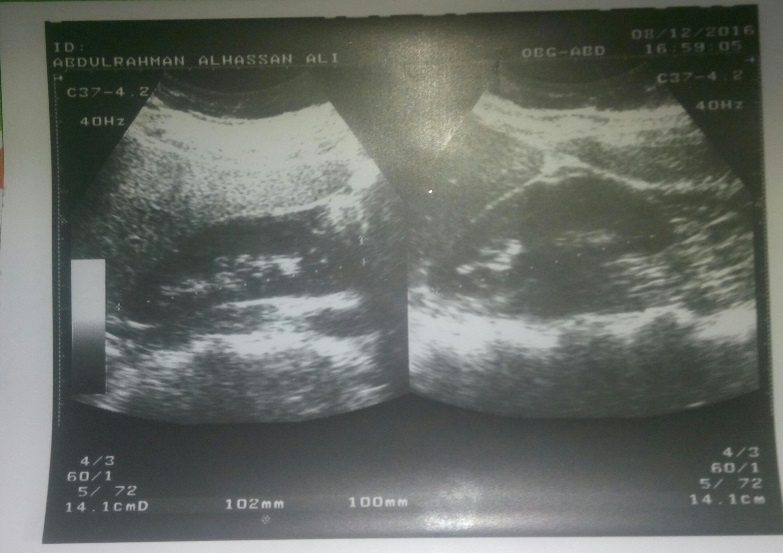 ID:
ABDULRAHMAN ALHASSAN ALI
OBG-ABD
08/12/2016
16:59:05
C37-4.2
40Hz
C37-4.2
40Hz
4/3
60/1
5/ 72
14.1cmD
102mm
100mm
4/3
60/1
5/ 72
14.1cm